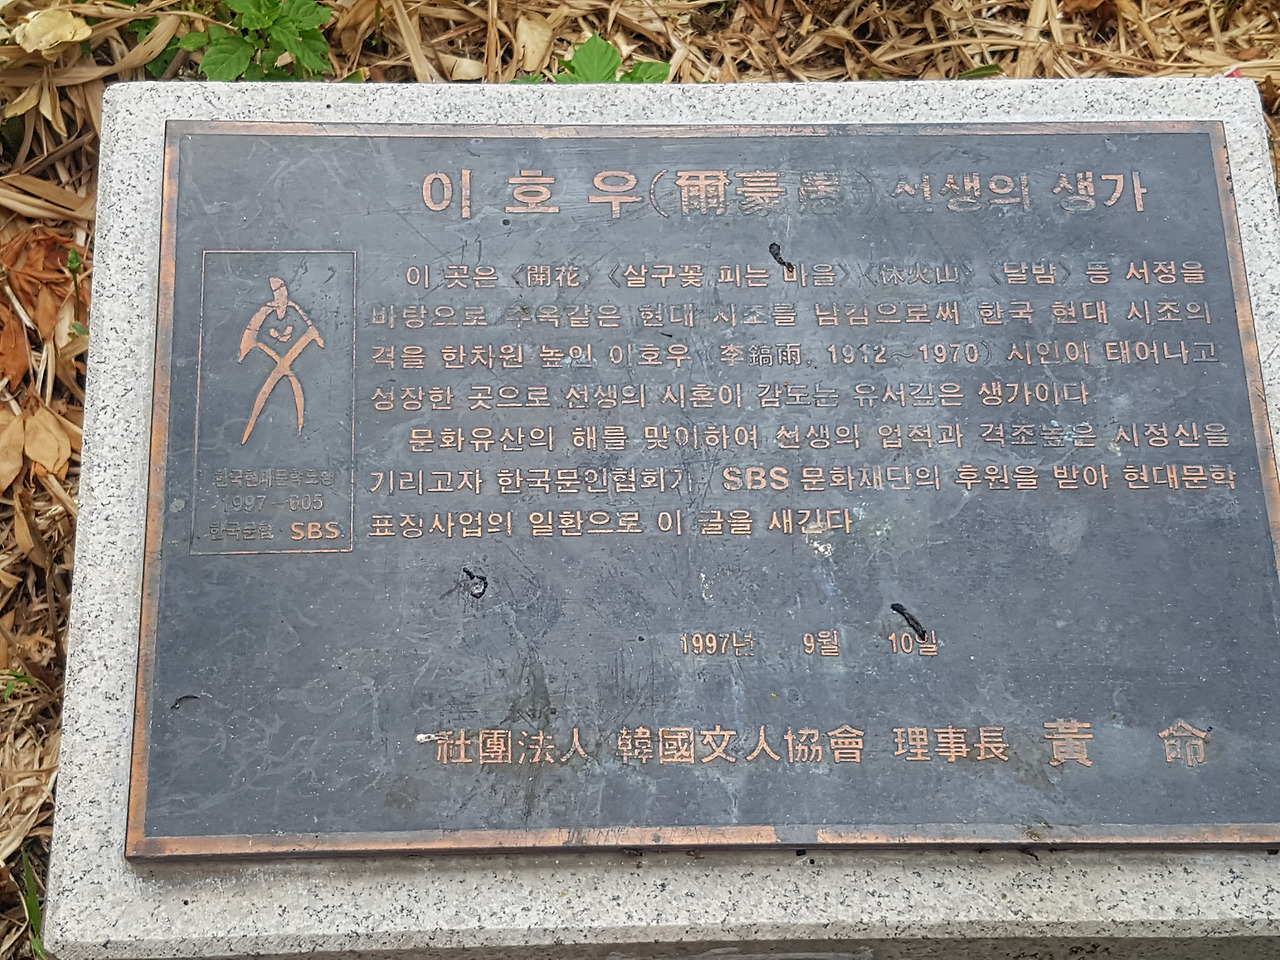 이호우(爾豪愚) 선생의 생가
이 곳은 〈開花〉〈살구꽃 피는 마을〉〈休火山〉〈달밤〉등 서정을
바탕으로 주옥같은 현대 시조를 남김으로써 한국 현대 시조의
격을 한차원 높인 이호우(李鎬雨, 1912~1970) 시인이 태어나고
성장한 곳으로 선생의 시혼이 감도는 유서깊은 생가이다.
문화유산의 해를 맞이하여 선생의 업적과 격조높은 시정신을
기리고자 한국문인협회가 SBS 문화재단의 후원을 받아 현대문학
표징사업의 일환으로 이 글을 새긴다
한국현대문학표징
1997-005
한국문협 SBS
1997년 9월 10일
社團法人 韓國文人協會 理事長 黃 命